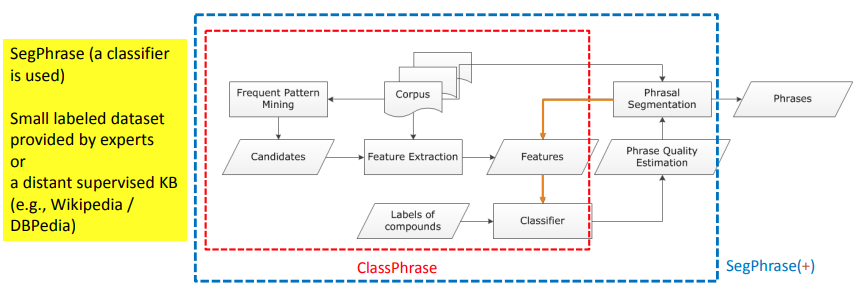 SegPhrase (a classifier
is used)
Small labeled dataset
provided by experts
or
a distant supervised KB
(e.g., Wikipedia /
DBPedia)
Frequent Pattern
Mining
Corpus
Phrasal
Segmentation
Phrases
Candidates
Feature Extraction
Features
Phrase Quality
Estimation
Labels of
compounds
Classifier
ClassPhrase
SegPhrase(+)